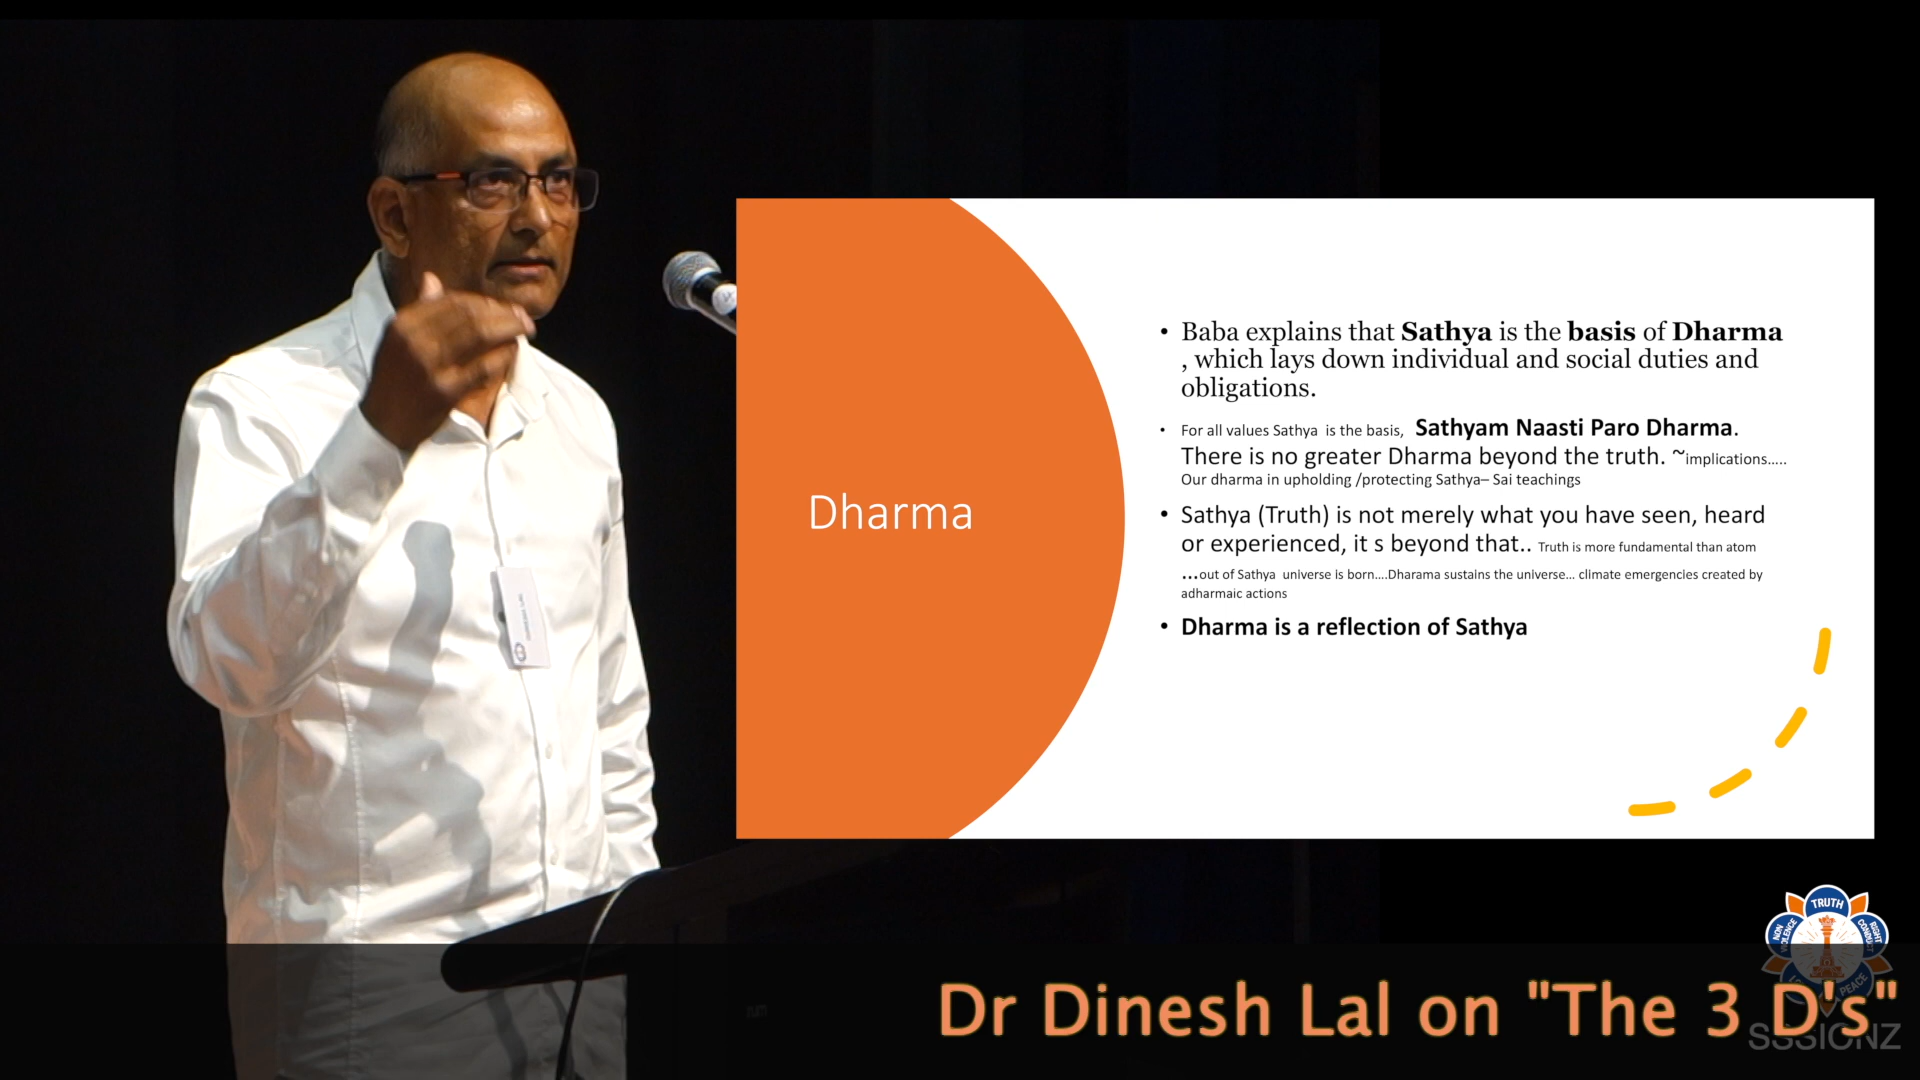 Dharma
• Baba explains that Sathya is the basis of Dharma
, which lays down individual and social duties and
obligations.
• For all values Sathya is the basis, Sathyam Naasti Paro Dharma.
There is no greater Dharma beyond the truth. ~implications.....
Our dharma in upholding /protecting Sathya– Sai teachings
• Sathya (Truth) is not merely what you have seen, heard
or experienced, it s beyond that.. Truth is more fundamental than atom
...out of Sathya universe is born....Dharama sustains the universe... climate emergencies created by
adharmaic actions
• Dharma is a reflection of Sathya
TRUTH
NON
VIOLENCE
RIGHT
CONDUCT
PEACE
Dr Dinesh Lal on "The 3 D's"
SSSIONZ